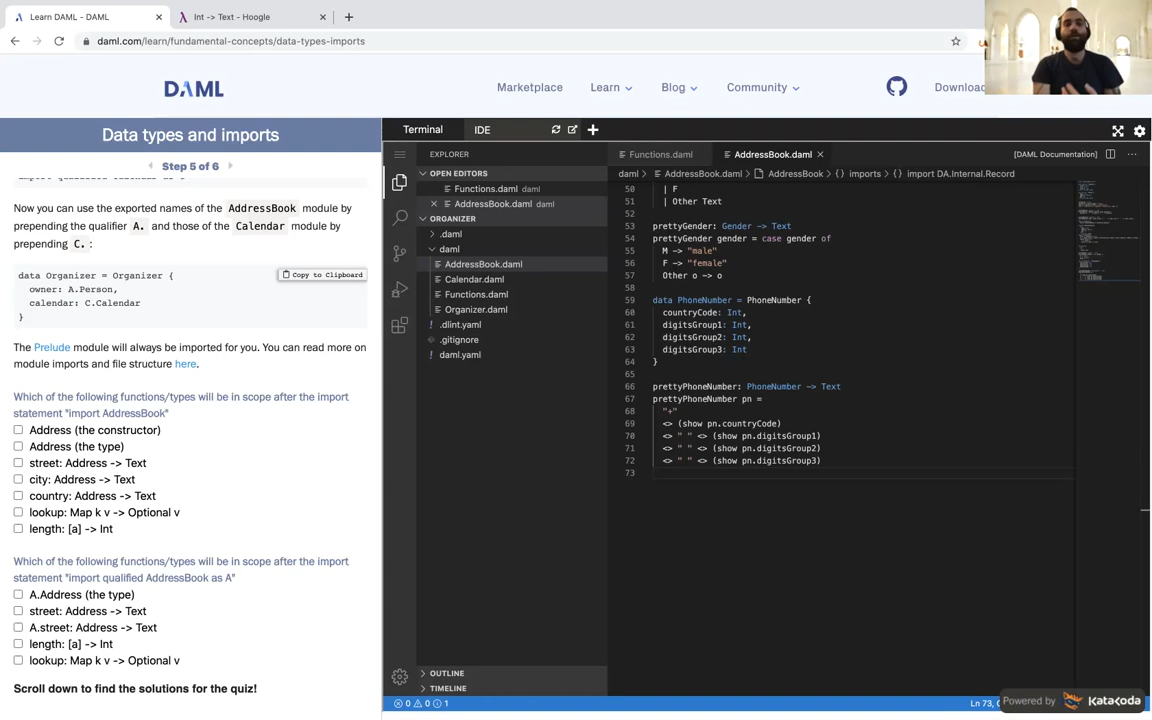 Learn DAML - DAML
Int -> Text - Hoogle
daml.com/learn/fundamental-concepts/data-types-imports
DAML
Marketplace
Learn
Blog
Community
Download
Data types and imports
Step 5 of 6
Now you can use the exported names of the AddressBook module by
prepending the qualifier A. and those of the Calendar module by
prepending C.:
Copy to Clipboard
data Organizer = Organizer {
owner: A.Person,
calendar: C.Calendar
}
The Prelude module will always be imported for you. You can read more on
module imports and file structure here.
Which of the following functions/types will be in scope after the import
statement "import AddressBook"
Address (the constructor)
Address (the type)
street: Address -> Text
city: Address -> Text
country: Address -> Text
lookup: Map k v -> Optional v
length: [a] -> Int
Which of the following functions/types will be in scope after the import
statement "import qualified AddressBook as A"
A.Address (the type)
street: Address -> Text
A.street: Address -> Text
length: [a] -> Int
lookup: Map k v -> Optional v
Scroll down to find the solutions for the quiz!
Terminal
IDE
EXPLORER
OPEN EDITORS
Functions.daml daml
AddressBook.daml daml
ORGANIZER
.daml
daml
AddressBook.daml
Calendar.daml
Functions.daml
Organizer.daml
.dlint.yaml
.gitignore
daml.yaml
OUTLINE
TIMELINE
Functions.daml
AddressBook.daml
[DAML Documentation]
daml > AddressBook.daml > AddressBook > {} imports > {} import DA.Internal.Record
50 | F
51 | Other Text
52
53 prettyGender: Gender -> Text
54 prettyGender gender = case gender of
55 M -> "male"
56 F -> "female"
57 Other o -> o
58
59 data PhoneNumber = PhoneNumber {
60 countryCode: Int,
61 digitsGroup1: Int,
62 digitsGroup2: Int,
63 digitsGroup3: Int
64 }
65
66 prettyPhoneNumber: PhoneNumber -> Text
67 prettyPhoneNumber pn =
68 "+"
69 <> (show pn.countryCode)
70 <> " " <> (show pn.digitsGroup1)
71 <> " " <> (show pn.digitsGroup2)
72 <> " " <> (show pn.digitsGroup3)
73
0 0 1
Ln 73,
Powered by Katacoda